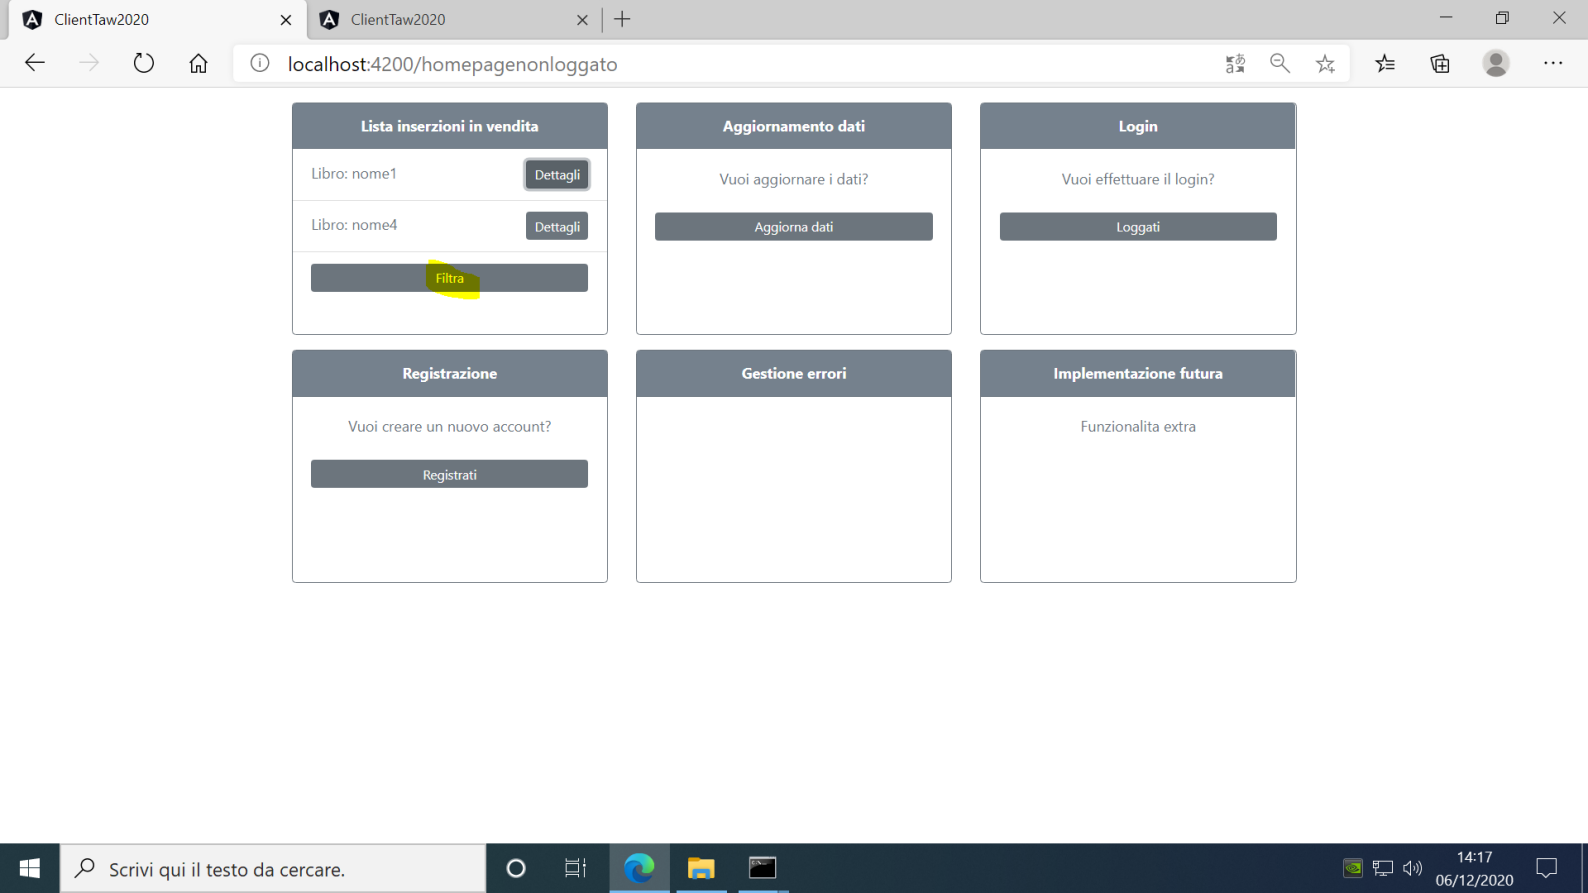 ClientTaw2020
ClientTaw2020
localhost:4200/homepagenonloggato
Lista inserzioni in vendita
Libro: nome1
Dettagli
Libro: nome4
Dettagli
Filtra
Aggiornamento dati
Vuoi aggiornare i dati?
Aggiorna dati
Login
Vuoi effettuare il login?
Loggati
Registrazione
Vuoi creare un nuovo account?
Registrati
Gestione errori
Implementazione futura
Funzionalita extra
Scrivi qui il testo da cercare.
14:17
06/12/2020